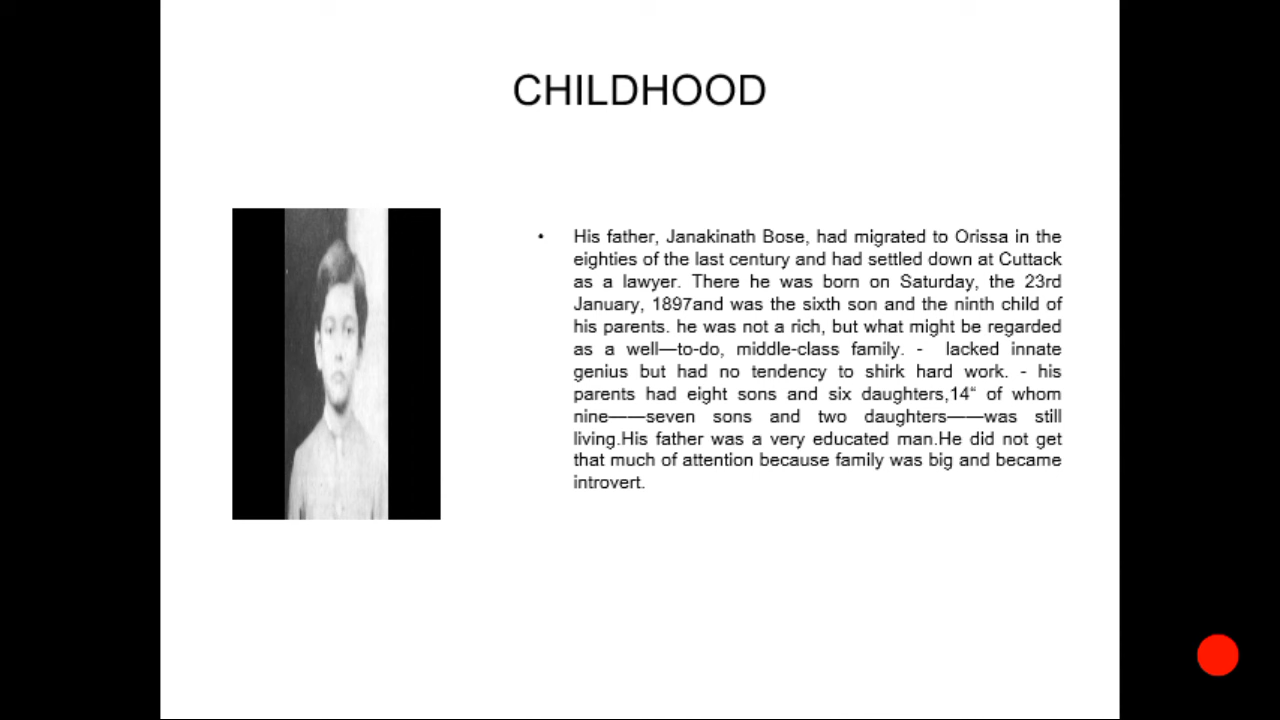 CHILDHOOD
• His father, Janakinath Bose, had migrated to Orissa in the
eighties of the last century and had settled down at Cuttack
as a lawyer. There he was born on Saturday, the 23rd
January, 1897and was the sixth son and the ninth child of
his parents. he was not a rich, but what might be regarded
as a well—to-do, middle-class family. - lacked innate
genius but had no tendency to shirk hard work. - his
parents had eight sons and six daughters,14“ of whom
nine——seven sons and two daughters——was still
living.His father was a very educated man.He did not get
that much of attention because family was big and became
introvert.